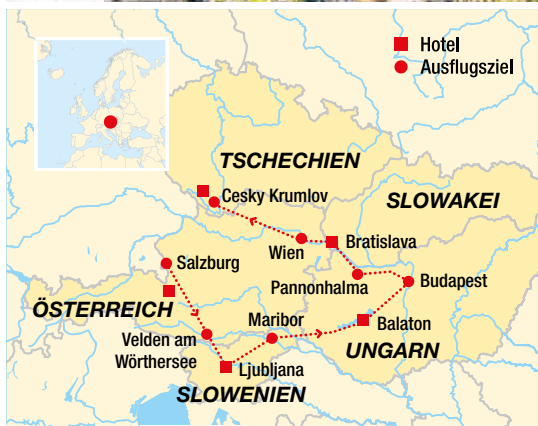 Hotel
Ausflugsziel
TSCHECHIEN
Cesky Krumlov
SLOWAKEI
Wien
Bratislava
Salzburg
Pannonhalma
Budapest
ÖSTERREICH
Maribor
Balaton
Velden am
Wörthersee
UNGARN
Ljubljana
SLOWENIEN